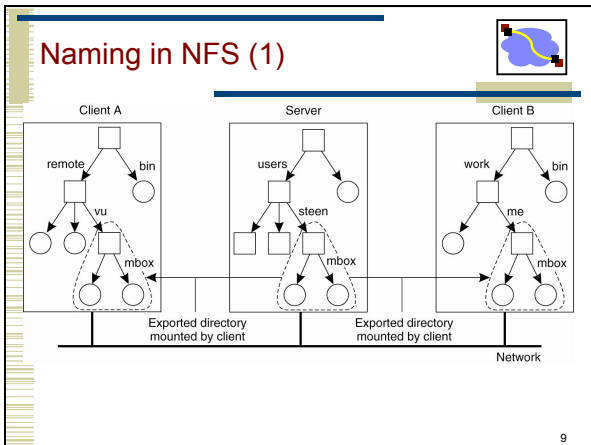 Naming in NFS (1)
Client A
Server
Client B
remote
bin
users
work
bin
vu
steen
me
mbox
mbox
mbox
Exported directory
mounted by client
Exported directory
mounted by client
Network
9